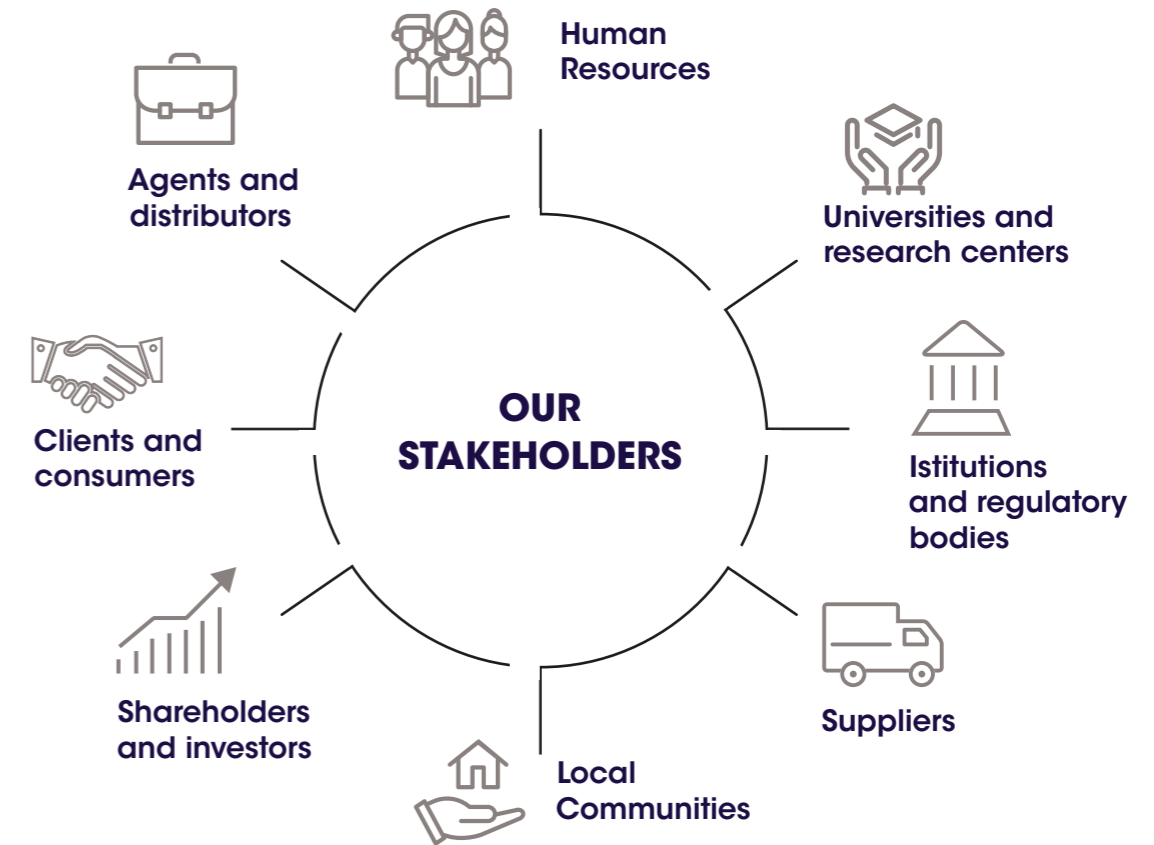 Human
Resources
Agents and
distributors
Universities and
research centers
OUR
STAKEHOLDERS
Clients and
consumers
Istitutions
and regulatory
bodies
Shareholders
and investors
Suppliers
Local
Communities